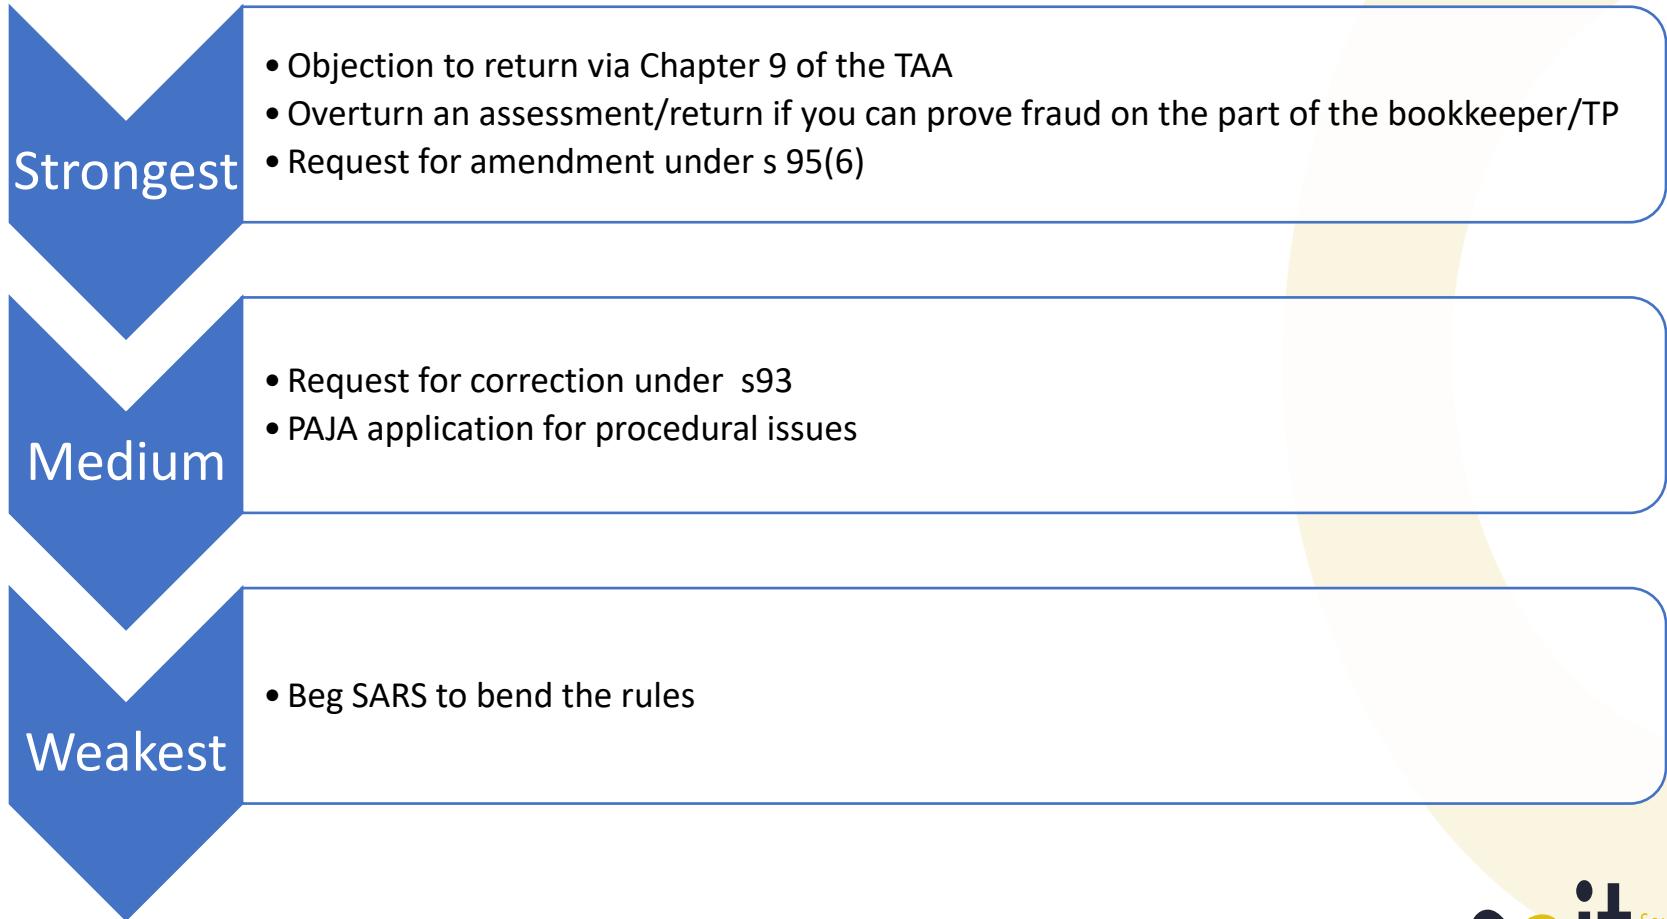 Strongest
• Objection to return via Chapter 9 of the TAA
• Overturn an assessment/return if you can prove fraud on the part of the bookkeeper/TP
• Request for amendment under s 95(6)
Medium
• Request for correction under s93
• PAJA application for procedural issues
Weakest
• Beg SARS to bend the rules